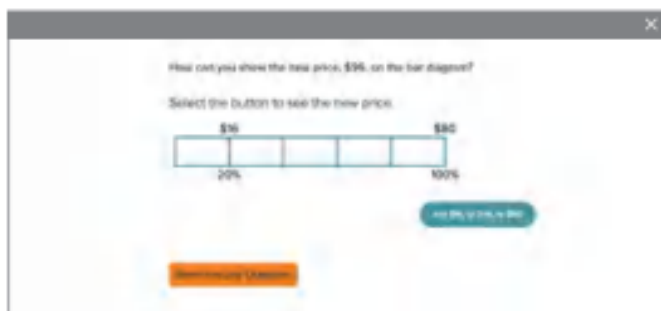 How can you show the new price, $96, on the bar diagram?
Select the button to see the new price.
$16 $80
20% 100%